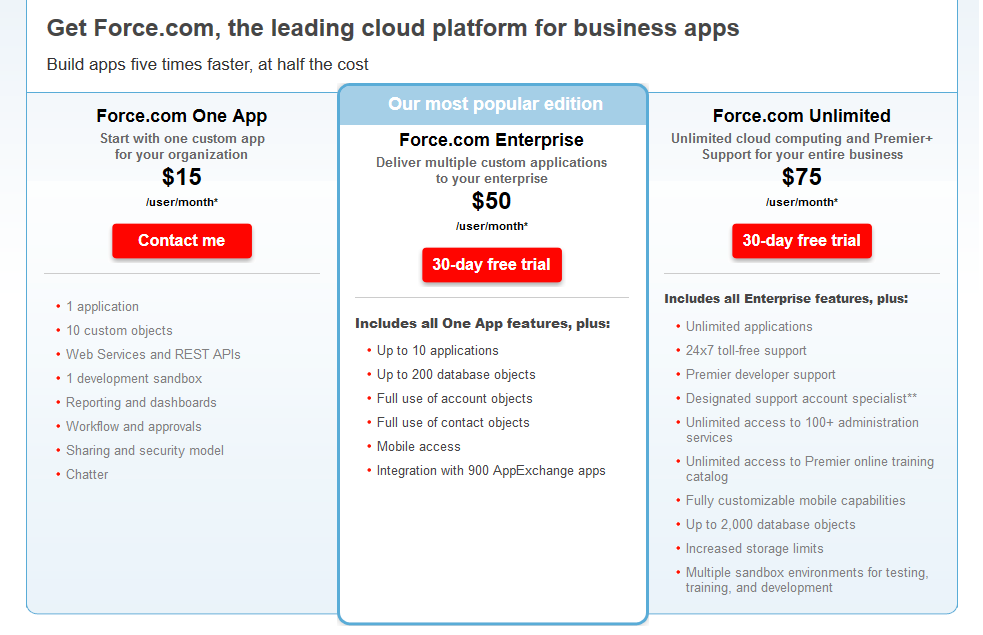 Get Force.com, the leading cloud platform for business apps
Build apps five times faster, at half the cost
Force.com One App
Start with one custom app
for your organization
$15
/user/month*
Contact me
• 1 application
• 10 custom objects
• Web Services and REST APIs
• 1 development sandbox
• Reporting and dashboards
• Workflow and approvals
• Sharing and security model
• Chatter
Our most popular edition
Force.com Enterprise
Deliver multiple custom applications
to your enterprise
$50
/user/month*
30-day free trial
Includes all One App features, plus:
• Up to 10 applications
• Up to 200 database objects
• Full use of account objects
• Full use of contact objects
• Mobile access
• Integration with 900 AppExchange apps
Force.com Unlimited
Unlimited cloud computing and Premier+
Support for your entire business
$75
/user/month*
30-day free trial
Includes all Enterprise features, plus:
• Unlimited applications
• 24x7 toll-free support
• Premier developer support
• Designated support account specialist**
• Unlimited access to 100+ administration
services
• Unlimited access to Premier online training
catalog
• Fully customizable mobile capabilities
• Up to 2,000 database objects
• Increased storage limits
• Multiple sandbox environments for testing,
training, and development